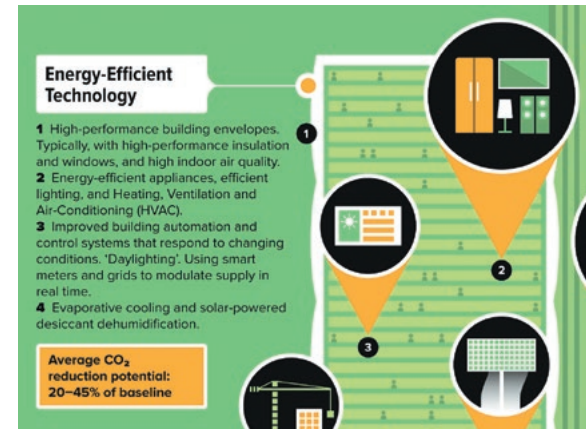 Energy-Efficient
Technology
1 High-performance building envelopes.
Typically, with high-performance insulation
and windows, and high indoor air quality.
2 Energy-efficient appliances, efficient
lighting, and Heating, Ventilation and
Air-Conditioning (HVAC).
3 Improved building automation and
control systems that respond to changing
conditions. ‘Daylighting’. Using smart
meters and grids to modulate supply in
real time.
4 Evaporative cooling and solar-powered
desiccant dehumidification.
Average CO₂
reduction potential:
20–45% of baseline
1
2
3